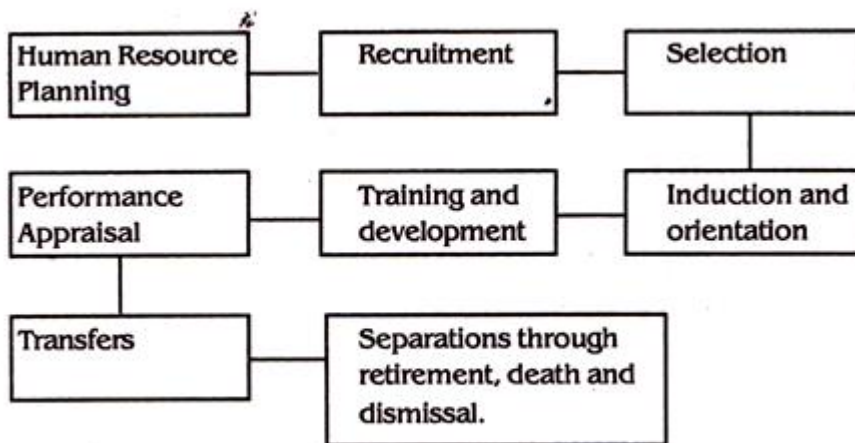 Human Resource
Planning
Recruitment
Selection
Performance
Appraisal
Training and
development
Induction and
orientation
Transfers
Separations through
retirement, death and
dismissal.